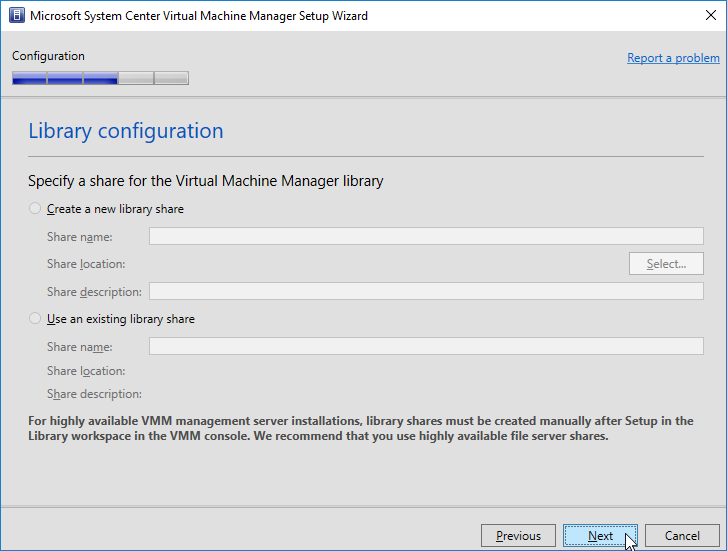 Microsoft System Center Virtual Machine Manager Setup Wizard
Configuration
Report a problem
Library configuration
Specify a share for the Virtual Machine Manager library
Create a new library share
Share name:
Share location:
Select...
Share description:
Use an existing library share
Share name:
Share location:
Share description:
For highly available VMM management server installations, library shares must be created manually after Setup in the
Library workspace in the VMM console. We recommend that you use highly available file server shares.
Previous
Next
Cancel